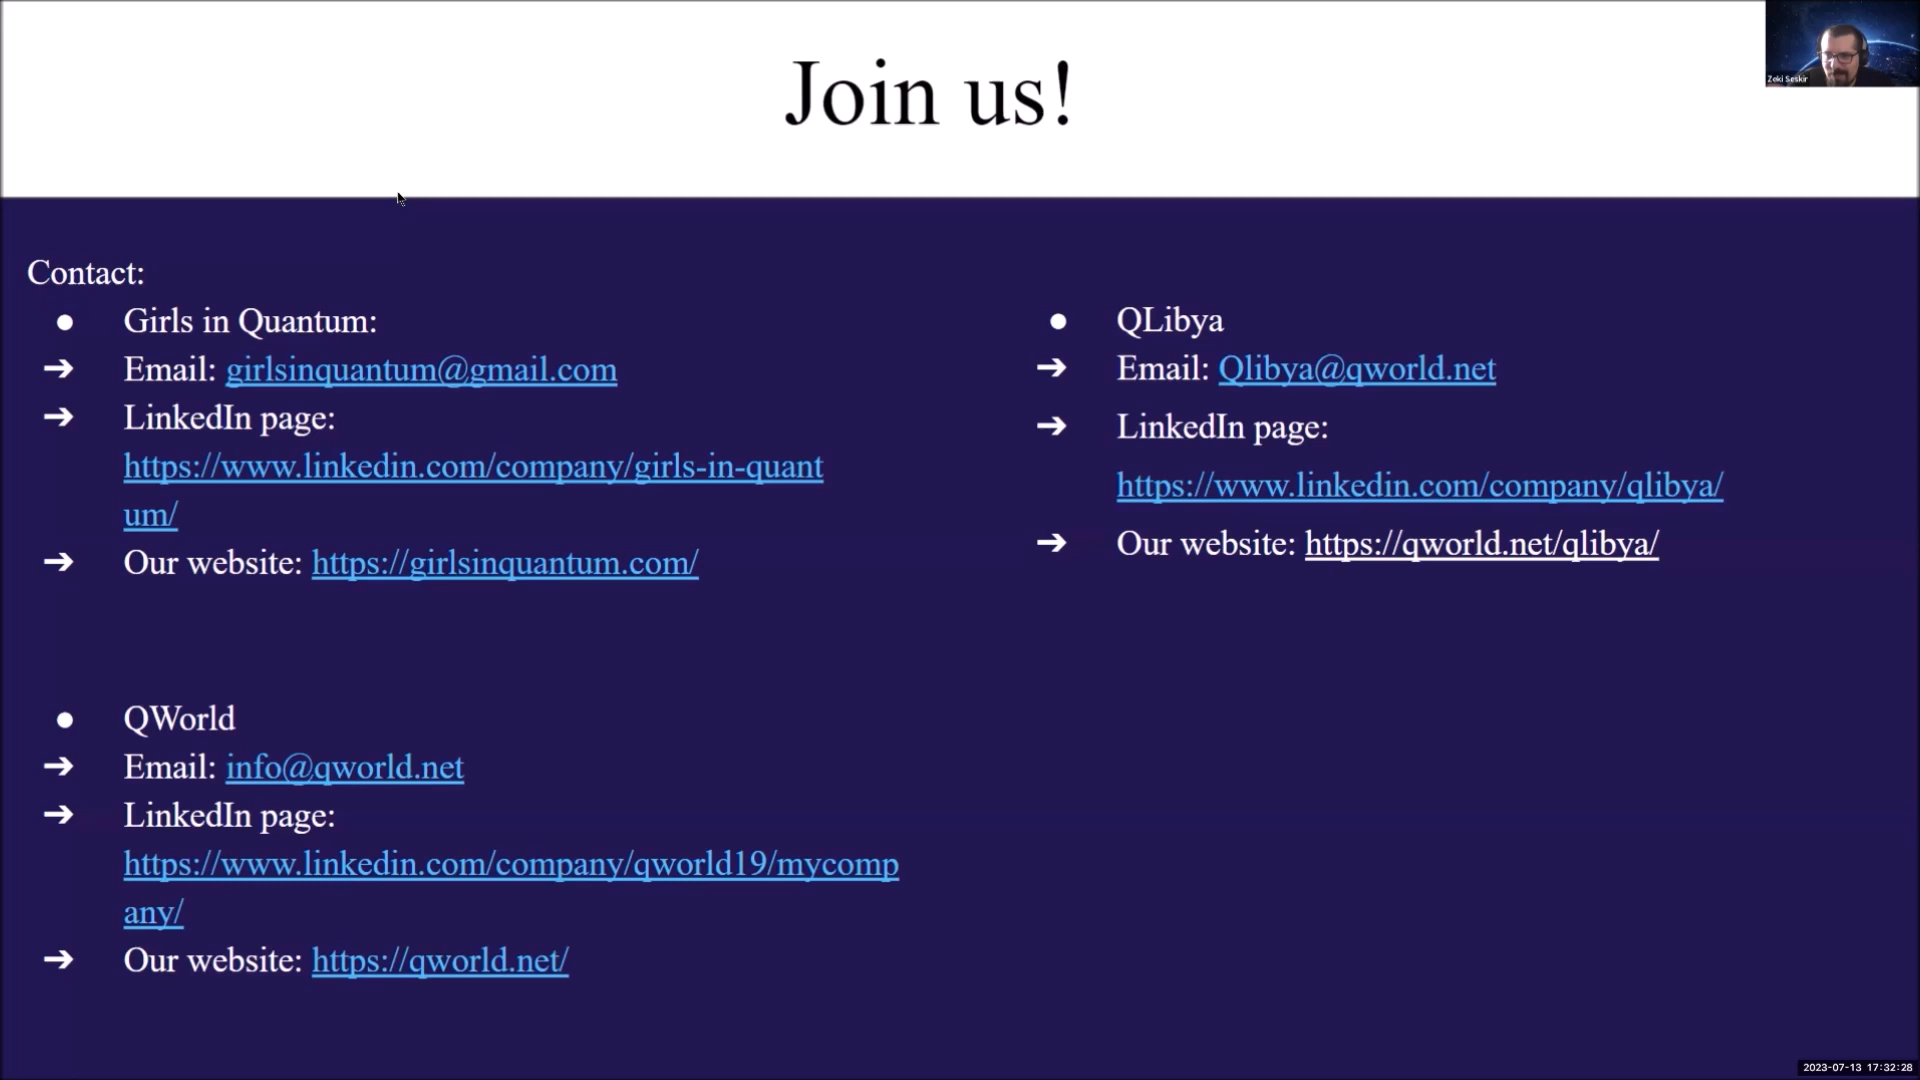 Join us!
Zeki Seskir
Contact:
● Girls in Quantum:
➔ Email: girlsinquantum@gmail.com
➔ LinkedIn page:
https://www.linkedin.com/company/girls-in-quant
um/
➔ Our website: https://girlsinquantum.com/
● QWorld
➔ Email: info@qworld.net
➔ LinkedIn page:
https://www.linkedin.com/company/qworld19/mycomp
any/
➔ Our website: https://qworld.net/
● QLibya
➔ Email: Qlibya@qworld.net
➔ LinkedIn page:
https://www.linkedin.com/company/qlibya/
➔ Our website: https://qworld.net/qlibya/
2023-07-13 17:32:28